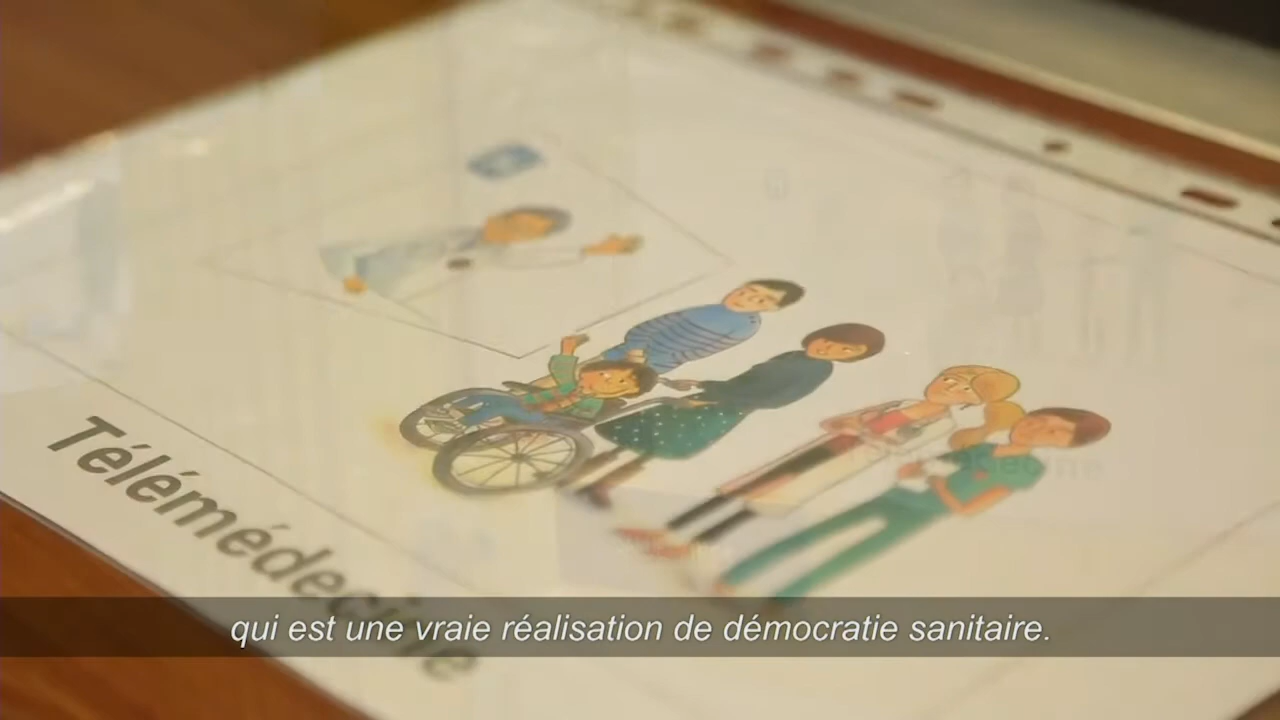 Télémédecine
qui est une vraie réalisation de démocratie sanitaire.